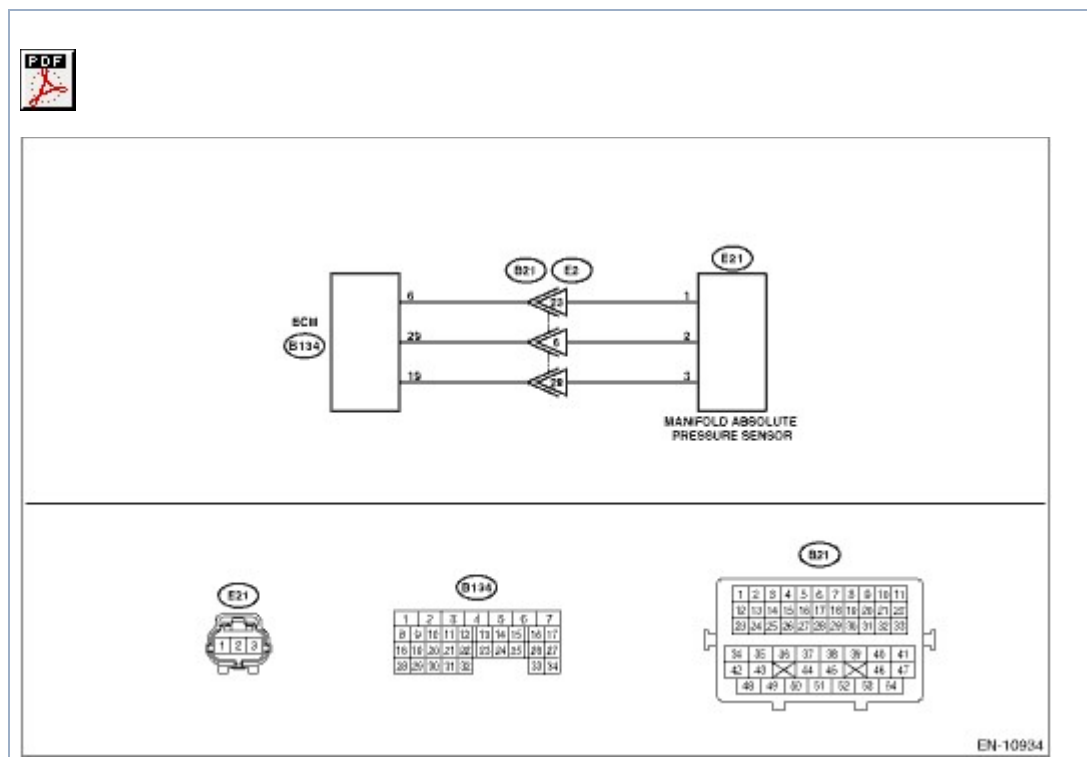 PDF
B21 E2
E21
6 23 1
ECM
B134
29 6 2
19 3
MANIFOLD ABSOLUTE
PRESSURE SENSOR
E21
1 2 3
B134
1 2 3 4 5 6 7
8 9 10 11 12 13 14 15 16 17
18 19 20 21 22 23 24 25 26 27
28 29 30 31 32 33 34
B21
1 2 3 4 5 6 7 8 9 10 11
12 13 14 15 16 17 18 19 20 21 22
23 24 25 26 27 28 29 30 31 32 33
34 35 36 37 38 39 40 41
42 43 44 45 46 47
48 49 50 51 52 53 54
EN-10934